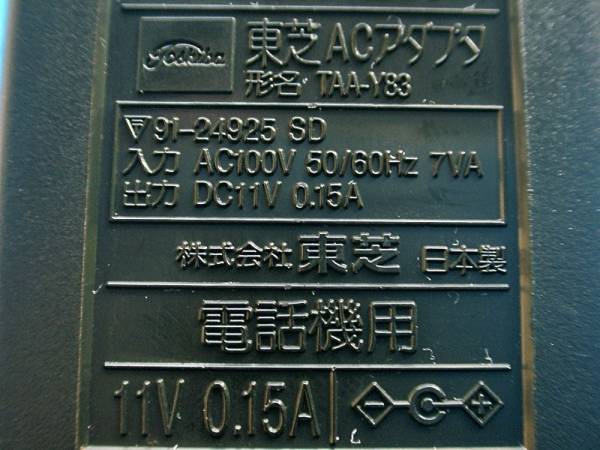 Toshiba 東芝ACアダプタ
形名 TAA-Y83
91-24925 SD
入力 AC100V 50/60Hz 7VA
出力 DC11V 0.15A
株式会社 東芝 日本製
電話機用
11V 0.15A